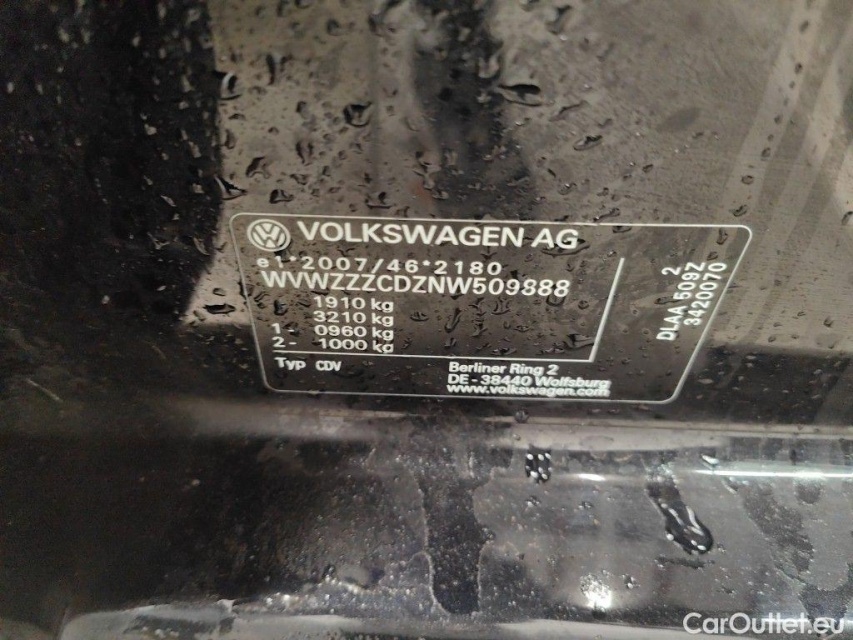 VOLKSWAGEN AG
e1*2007/46*2180
WVWZZZCDZNW509888
1910 kg
3210 kg
1- 0960 kg
2- 1000 kg
Typ CDV
Berliner Ring 2
DE-38440 Wolfsburg
www.volkswagen.com
2
DLAA 509Z
3420070
CarOutlet.eu